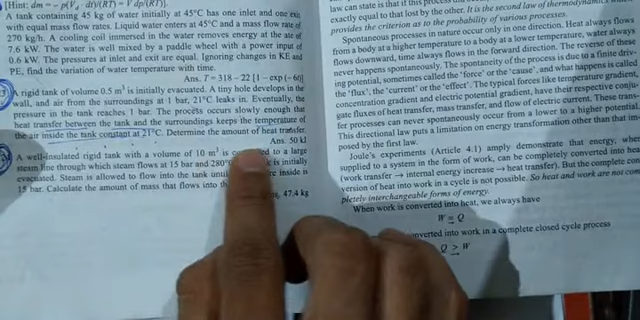 Hint: dm = – p(V_d · dt)/(RT) = V dp/(RT)].
A tank containing 45 kg of water initially at 45°C has one inlet and one exit
with equal mass flow rates. Liquid water enters at 45°C and a mass flow rate of
270 kg/h. A cooling coil immersed in the water removes energy at the rate of
7.6 kW. The water is well mixed by a paddle wheel with a power input of
0.6 kW. The pressures at inlet and exit are equal. Ignoring changes in KE and
PE, find the variation of water temperature with time.
Ans. T = 318 – 22 [1 – exp(–6t)]
A rigid tank of volume 0.5 m³ is initially evacuated. A tiny hole develops in the
wall, and air from the surroundings at 1 bar, 21°C leaks in. Eventually, the
pressure in the tank reaches 1 bar. The process occurs slowly enough that
heat transfer between the tank and the surroundings keeps the temperature of
the air inside the tank constant at 21°C. Determine the amount of heat transfer.
Ans. 50 kJ
A well-insulated rigid tank with a volume of 10 m³ is to a large
steam line through which steam flows at 15 bar and 280° is initially
evacuated. Steam is allowed to flow into the tank until inside is
15 bar. Calculate the amount of mass that flows into
47.4 kg
law can state is that if this process
exactly equal to that lost by the other. It is the second law of thermodynamics
provides the criterion as to the probability of various processes.
Spontaneous processes in nature occur only in one direction. Heat always flows
from a body at a higher temperature to a body at a lower temperature, water always
flows downward, time always flows in the forward direction. The reverse of these
never happens spontaneously. The spontaneity of the process is due to a finite driv-
ing potential, sometimes called the 'force' or the 'cause', and what is called
the 'flux', the 'current' or the 'effect'. The typical forces like temperature gradient,
concentration gradient and electric potential gradient, have their respective conju-
gate fluxes of heat transfer, mass transfer, and flow of electric current. These trans-
fer processes can never spontaneously occur from a lower to a higher potential.
This directional law puts a limitation on energy transformation other than that im-
posed by the first law.
Joule's experiments (Article 4.1) amply demonstrate that energy, when
supplied to a system in the form of work, can be completely converted into heat
(work transfer → internal energy increase → heat transfer). But the complete con-
version of heat into work in a cycle is not possible. So heat and work are not com-
pletely interchangeable forms of energy.
When work is converted into heat, we always have
W = Q
converted into work in a complete closed cycle process
Q > W